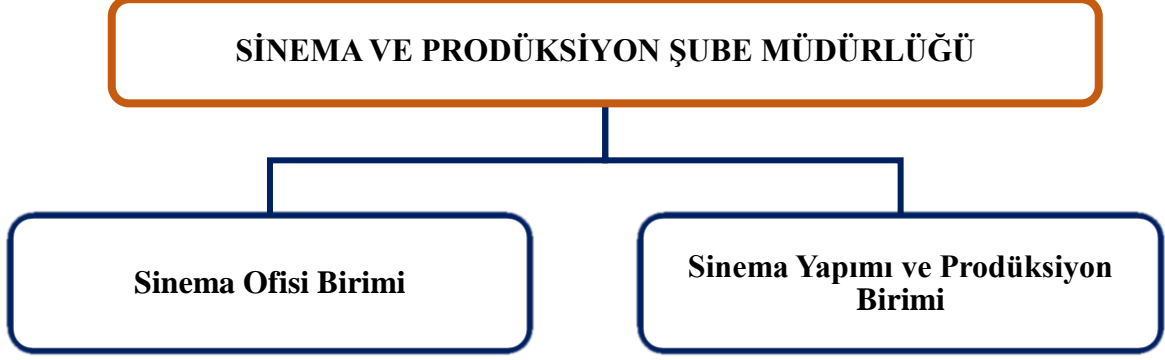 SİNEMA VE PRODÜKSİYON ŞUBE MÜDÜRLÜĞÜ
Sinema Ofisi Birimi
Sinema Yapımı ve Prodüksiyon
Birimi